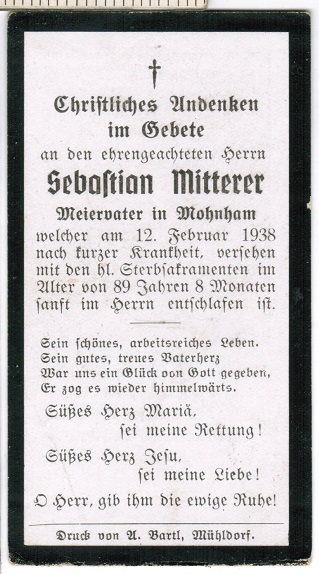 Christliches Andenken
im Gebete
an den ehrengeachteten Herrn
Sebastian Mitterer
Meiervater in Mohnham
welcher am 12. Februar 1938
nach kurzer Krankheit, versehen
mit den hl. Sterbsakramenten im
Alter von 89 Jahren 8 Monaten
sanft im Herrn entschlafen ist.
Sein schönes, arbeitsreiches Leben.
Sein gutes, treues Vaterherz
War uns ein Glück von Gott gegeben,
Er zog es wieder himmelwärts.
Süßes Herz Mariä,
sei meine Rettung!
Süßes Herz Jesu,
sei meine Liebe!
O Herr, gib ihm die ewige Ruhe!
Druck von A. Bartl, Mühldorf.